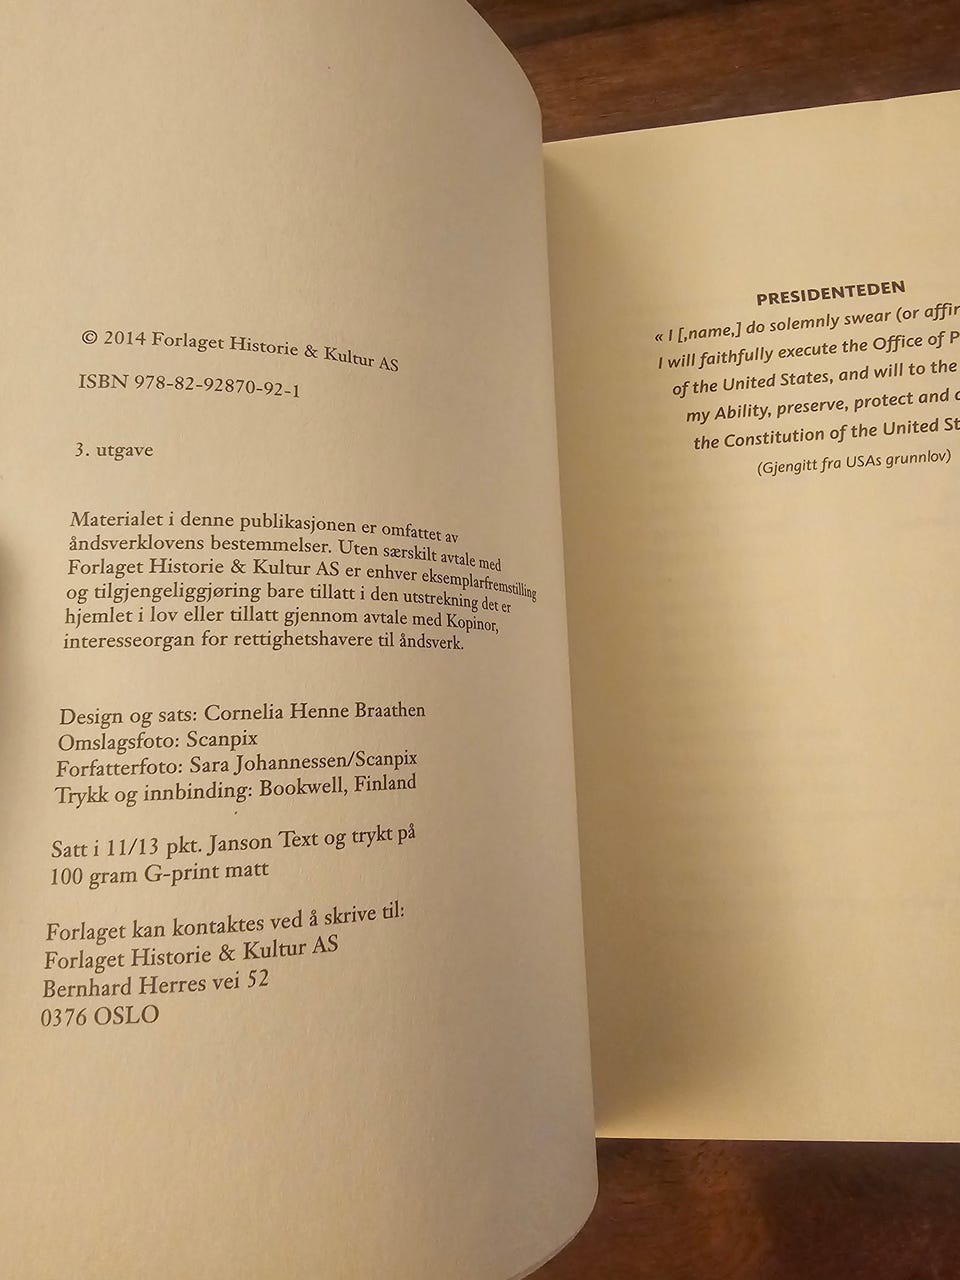 © 2014 Forlaget Historie & Kultur AS
ISBN 978-82-92870-92-1
3. utgave
Materialet i denne publikasjonen er omfattet av
åndsverklovens bestemmelser. Uten særskilt avtale med
Forlaget Historie & Kultur AS er enhver eksemplarfremstilling
og tilgjengeliggjøring bare tillatt i den utstrekning det er
hjemlet i lov eller tillatt gjennom avtale med Kopinor,
interesseorgan for rettighetshavere til åndsverk.
Design og sats: Cornelia Henne Braathen
Omslagsfoto: Scanpix
Forfatterfoto: Sara Johannessen/Scanpix
Trykk og innbinding: Bookwell, Finland
Satt i 11/13 pkt. Janson Text og trykt på
100 gram G-print matt
Forlaget kan kontaktes ved å skrive til:
Forlaget Historie & Kultur AS
Bernhard Herres vei 52
0376 OSLO
PRESIDENTEDEN
« I [,name,] do solemnly swear (or
I will faithfully execute the Office of
of the United States, and will to the
my Ability, preserve, protect and
the Constitution of the United
(Gjengitt fra USAs grunnlov)